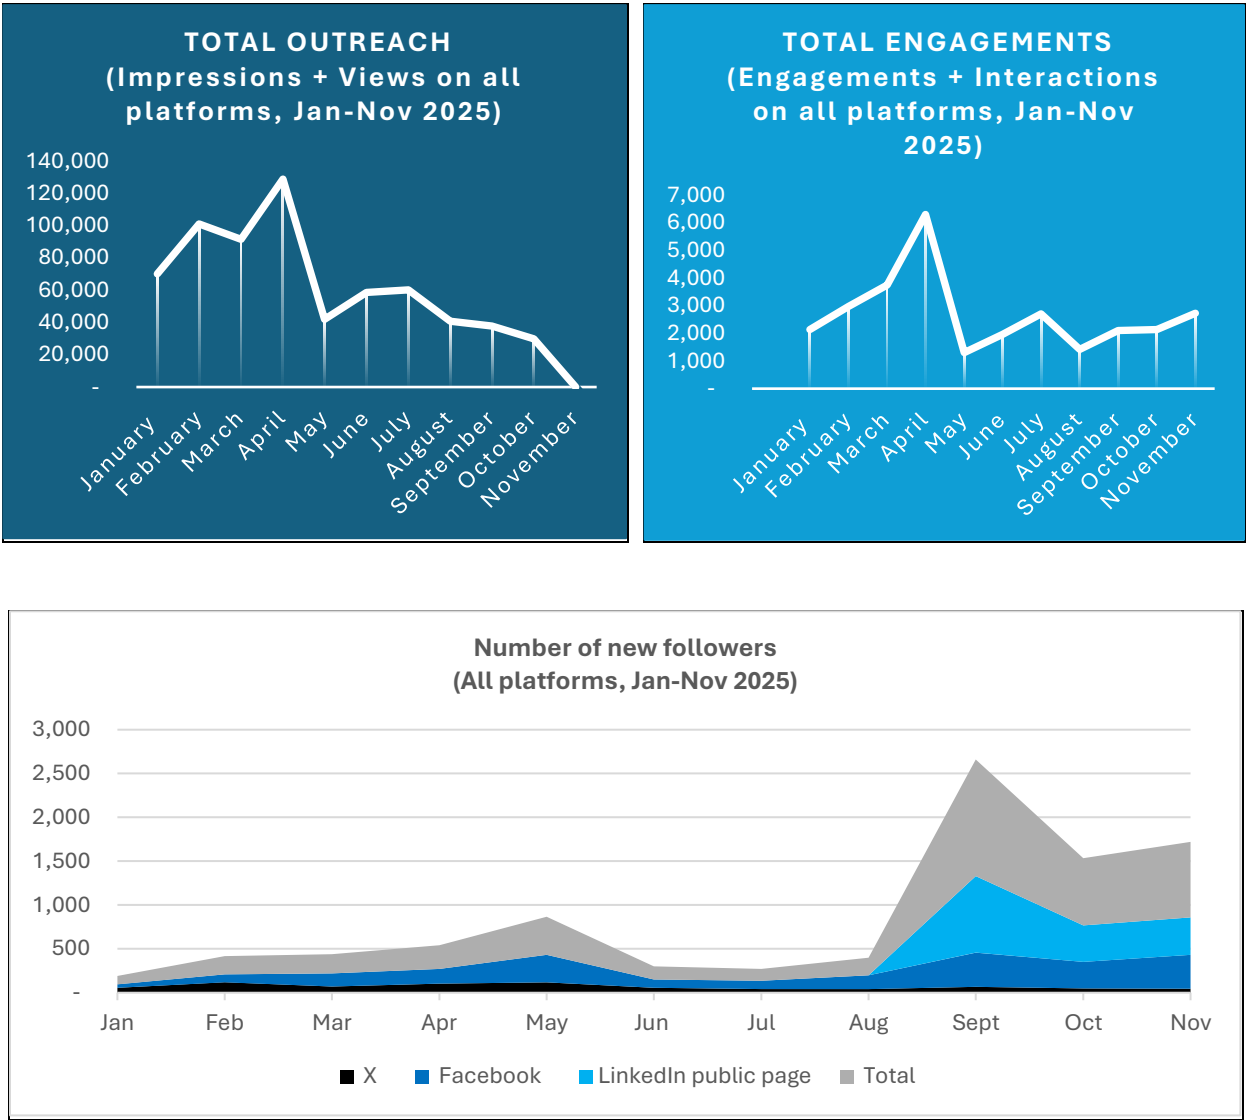 TOTAL OUTREACH
(Impressions + Views on all
platforms, Jan-Nov 2025)
140,000
120,000
100,000
80,000
60,000
40,000
20,000
-
January
February
March
April
May
June
July
August
September
October
November
TOTAL ENGAGEMENTS
(Engagements + Interactions
on all platforms, Jan-Nov
2025)
7,000
6,000
5,000
4,000
3,000
2,000
1,000
-
January
February
March
April
May
June
July
August
September
October
November
Number of new followers
(All platforms, Jan-Nov 2025)
3,000
2,500
2,000
1,500
1,000
500
-
Jan Feb Mar Apr May Jun Jul Aug Sept Oct Nov
X Facebook LinkedIn public page Total